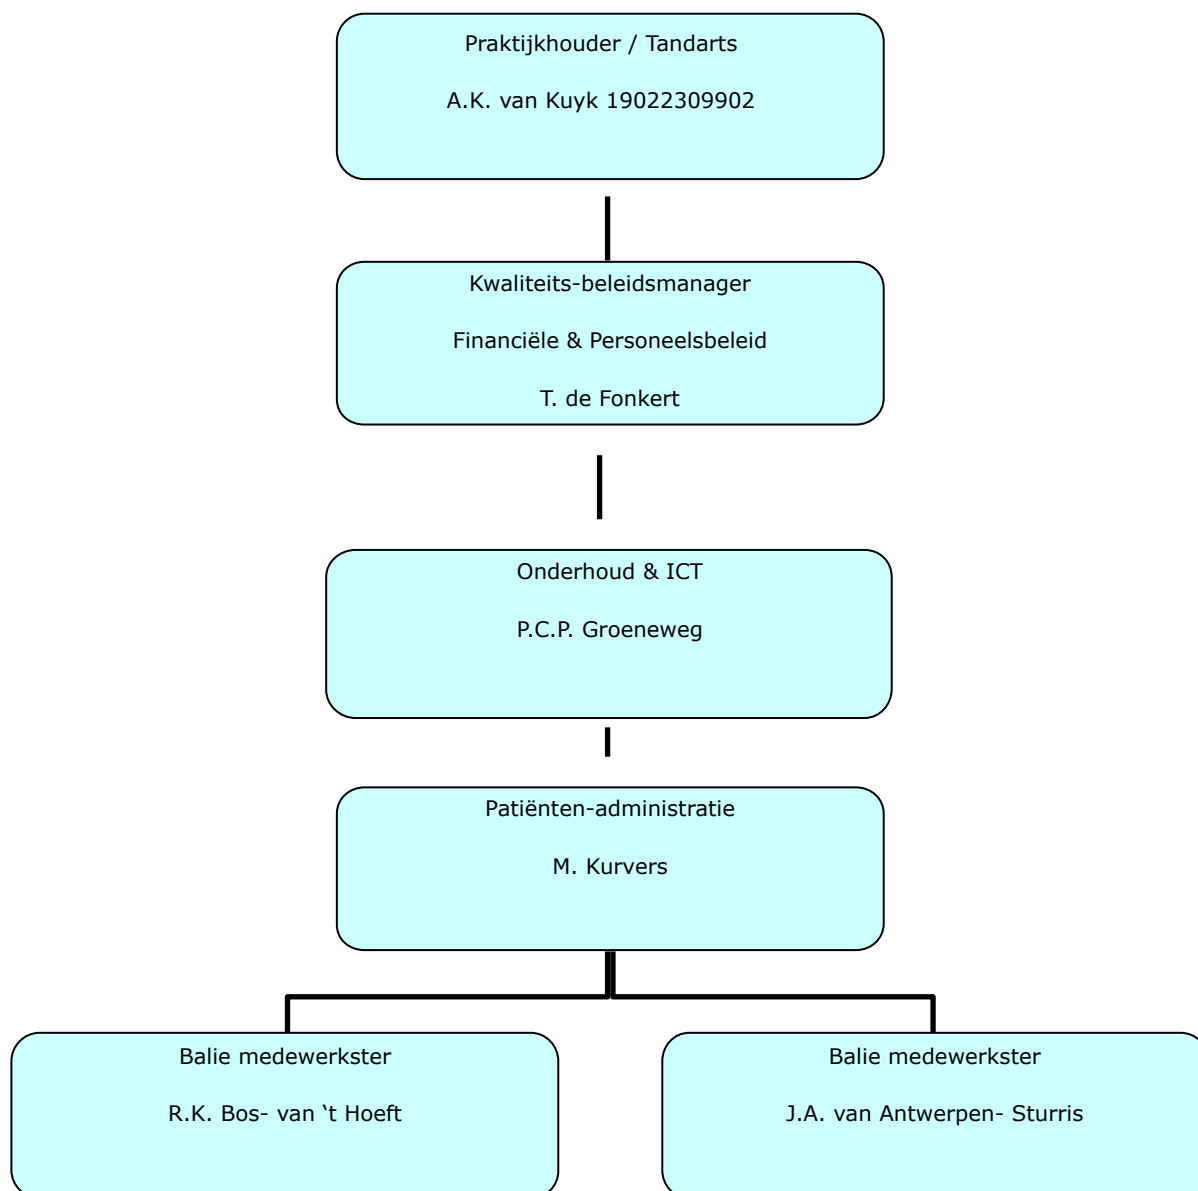 Praktijkhouder / Tandarts
A.K. van Kuyk 19022309902
Kwaliteits-beleidsmanager
Financiële & Personeelsbeleid
T. de Fonkert
Onderhoud & ICT
P.C.P. Groeneweg
Patiënten-administratie
M. Kurvers
Balie medewerkster
R.K. Bos- van ‘t Hoeft
Balie medewerkster
J.A. van Antwerpen- Sturris